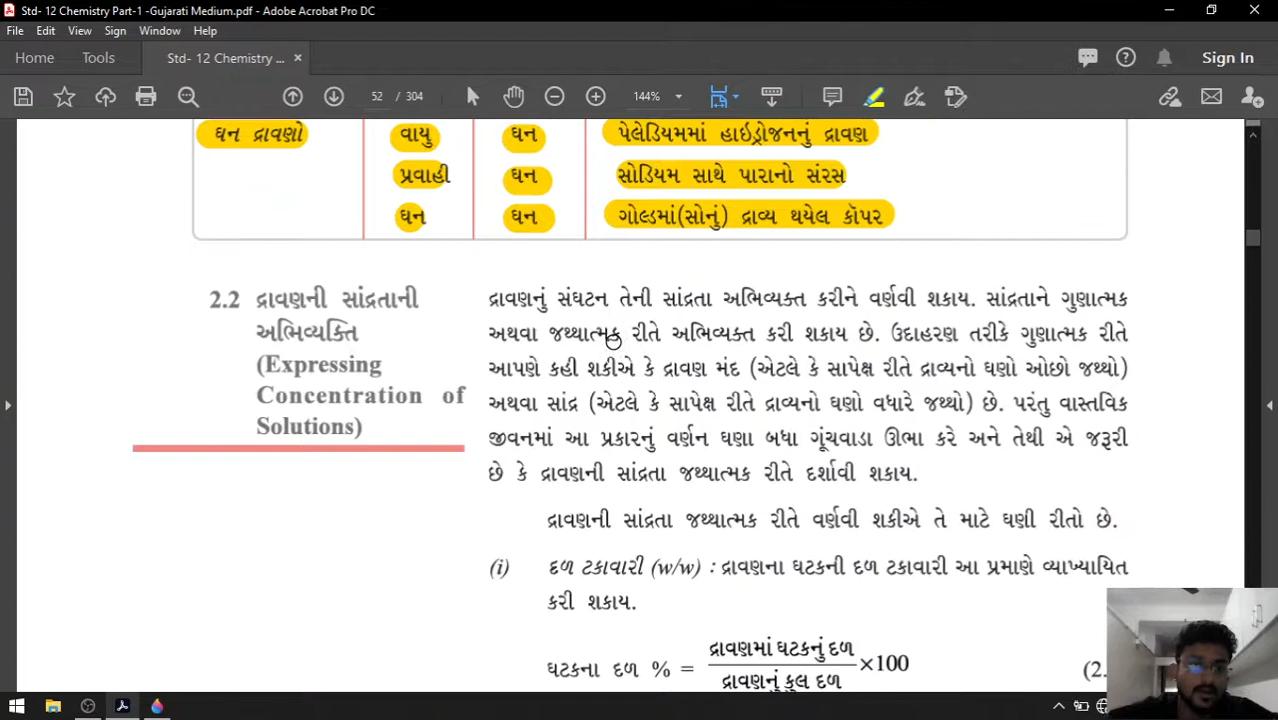 Std- 12 Chemistry Part-1 -Gujarati Medium.pdf - Adobe Acrobat Pro DC
File Edit View Sign Window Help
Home Tools Std- 12 Chemistry ... × Sign In
52 / 304 144%
ઘન દ્રાવણો વાયુ ઘન પેલેડિયમમાં હાઇડ્રોજનનું દ્રાવણ
પ્રવાહી ઘન સોડિયમ સાથે પારાનો સંરસ
ઘન ઘન ગોલ્ડમાં(સોનું) દ્રાવ્ય થયેલ કૉપર
2.2 દ્રાવણની સાંદ્રતાની
અભિવ્યક્તિ
(Expressing
Concentration of
Solutions)
દ્રાવણનું સંઘટન તેની સાંદ્રતા અભિવ્યક્ત કરીને વર્ણવી શકાય. સાંદ્રતાને ગુણાત્મક
અથવા જથ્થાત્મક રીતે અભિવ્યક્ત કરી શકાય છે. ઉદાહરણ તરીકે ગુણાત્મક રીતે
આપણે કહી શકીએ કે દ્રાવણ મંદ (એટલે કે સાપેક્ષ રીતે દ્રાવ્યનો ઘણો ઓછો જથ્થો)
અથવા સાંદ્ર (એટલે કે સાપેક્ષ રીતે દ્રાવ્યનો ઘણો વધારે જથ્થો) છે. પરંતુ વાસ્તવિક
જીવનમાં આ પ્રકારનું વર્ણન ઘણા બધા ગૂંચવાડા ઊભા કરે અને તેથી એ જરૂરી
છે કે દ્રાવણની સાંદ્રતા જથ્થાત્મક રીતે દર્શાવી શકાય.
દ્રાવણની સાંદ્રતા જથ્થાત્મક રીતે વર્ણવી શકીએ તે માટે ઘણી રીતો છે.
(i) દળ ટકાવારી (w/w) : દ્રાવણના ઘટકની દળ ટકાવારી આ પ્રમાણે વ્યાખ્યાયિત
કરી શકાય.
દ્રાવણમાં ઘટકનું દળ
ઘટકના દળ % = ×100 (2.
દ્રાવણનું કુલ દળ